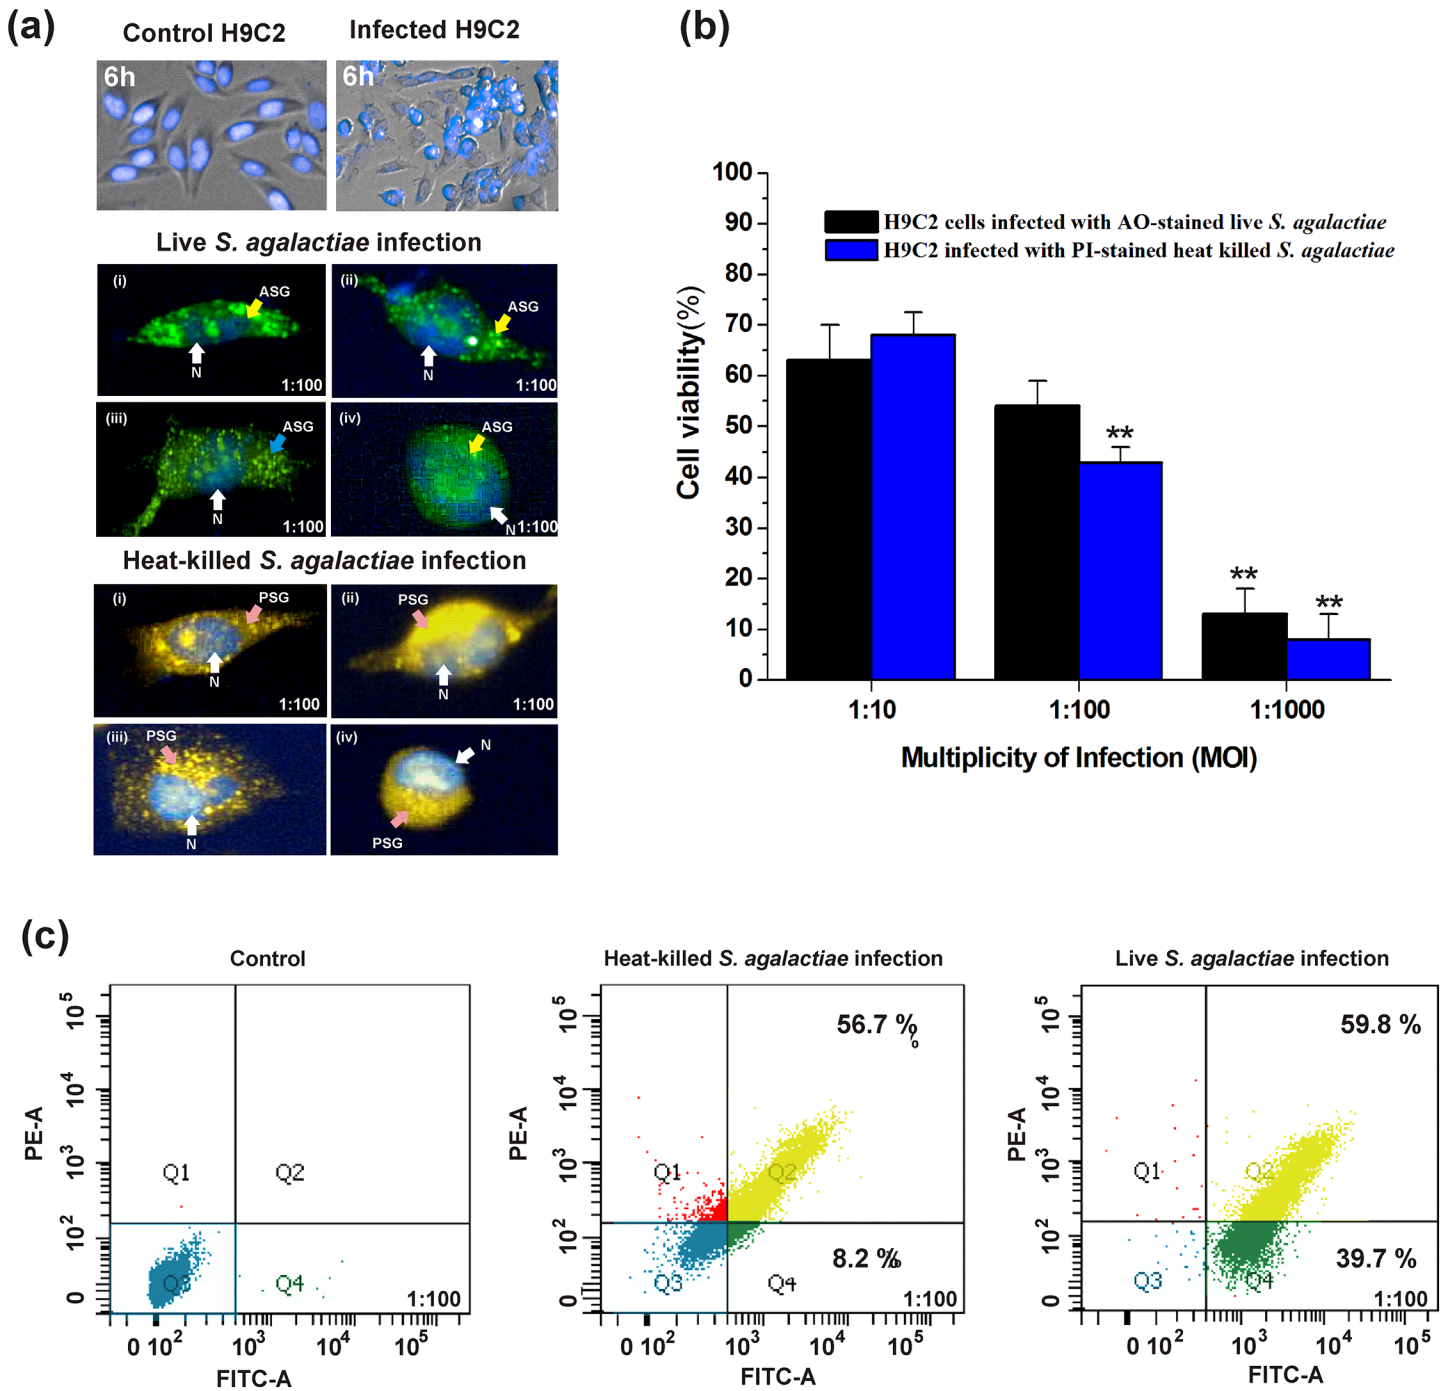 (a)
Control H9C2
Infected H9C2
6h
6h
Live S. agalactiae infection
(i)
ASG
N
1:100
(ii)
ASG
N
1:100
(iii)
ASG
N
1:100
(iv)
ASG
N
1:100
Heat-killed S. agalactiae infection
(i)
PSG
N
1:100
(ii)
PSG
N
1:100
(iii)
PSG
N
(iv)
N
PSG
(b)
100
90
80
70
60
50
40
30
20
10
0
Cell viability(%)
H9C2 cells infected with AO-stained live S. agalactiae
H9C2 infected with PI-stained heat killed S. agalactiae
**
**
**
1:10
1:100
1:1000
Multiplicity of Infection (MOI)
(c)
Control
PE-A
10^5
10^4
10^3
10^2
0
Q1
Q2
Q3
Q4
1:100
0 10^2 10^3 10^4 10^5
FITC-A
Heat-killed S. agalactiae infection
PE-A
10^5
10^4
10^3
10^2
0
56.7 %
Q1
Q2
8.2 %
Q3
Q4
1:100
0 10^2 10^3 10^4 10^5
FITC-A
Live S. agalactiae infection
PE-A
10^5
10^4
10^3
10^2
0
59.8 %
Q1
Q2
39.7 %
Q3
Q4
1:100
0 10^2 10^3 10^4 10^5
FITC-A